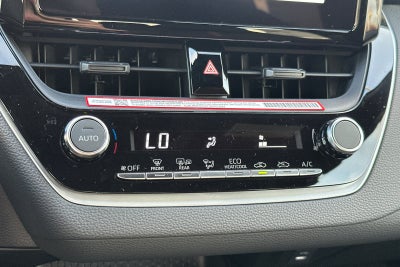 AUTO
LO
OFF
FRONT
REAR
ECO
HEAT/COOL
A/C